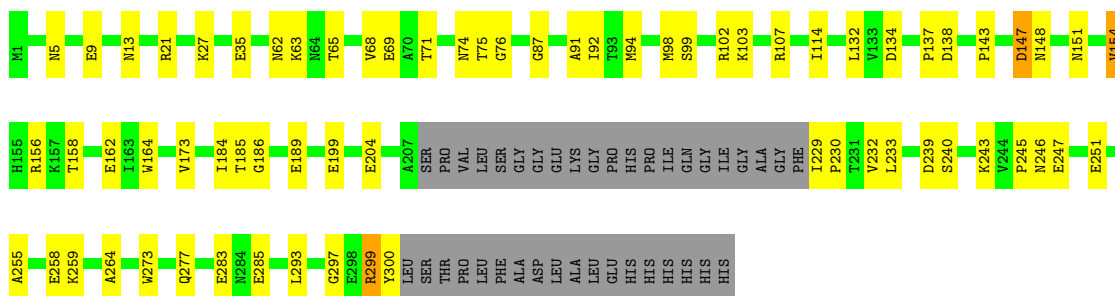 M1 N5 E9 N13 R21 K27 E35 N62 K63 N64 T65 V68 E69 A70 T71 N74 T75 G76 G87 A91 I92 T93 M94 M98 S99 R102 K103 R107 I114 L132 V133 D134 P137 D138 P143 D147 N148 N151 V154
H155 R156 K157 T158 E162 I163 W164 V173 I184 T185 G186 E189 E199 E204 A207 SER PRO VAL LEU SER GLY GLY GLU LYS GLY PRO HIS PRO ILE GLN GLY ILE GLY ALA GLY PHE I229 P230 T231 V232 L233 D239 S240 K243 V244 P245 N246 E247 E251
A255 E258 K259 A264 W273 Q277 E283 N284 E285 L293 G297 E298 R299 Y300 LEU SER THR PRO LEU PHE ALA ASP LEU ALA LEU GLU HIS HIS HIS HIS HIS HIS